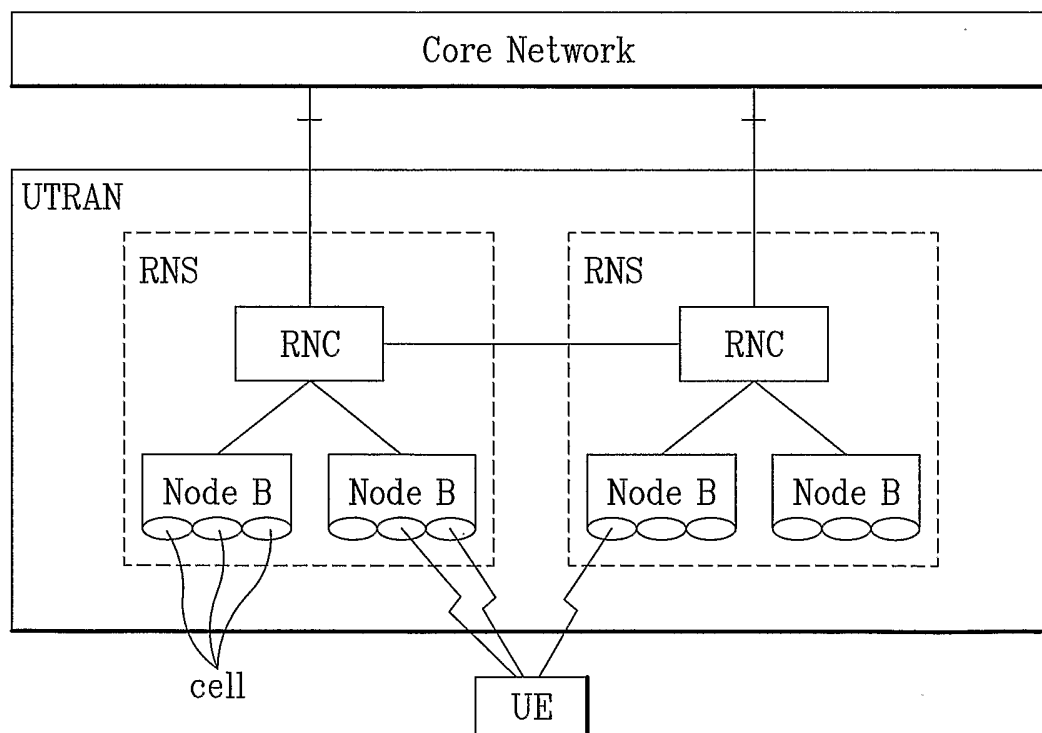 Core Network
UTRAN
RNS
RNS
RNC
RNC
Node B
Node B
Node B
Node B
cell
UE